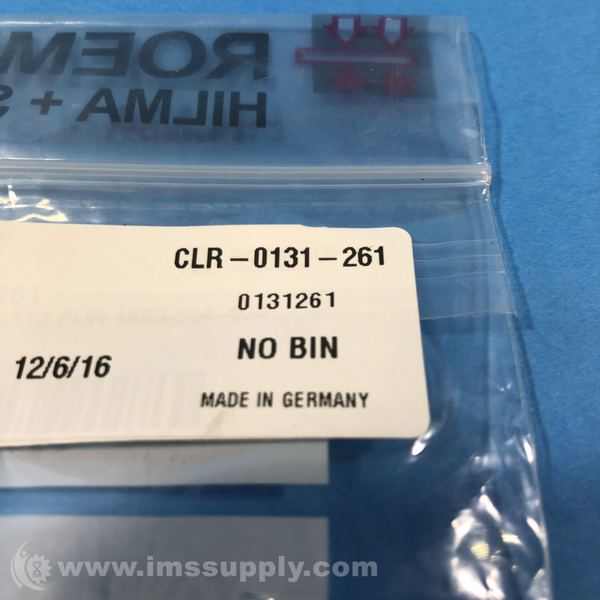 ROEM
HILMA + S
CLR-0131-261
0131261
NO BIN
12/6/16
MADE IN GERMANY
www.imssupply.com